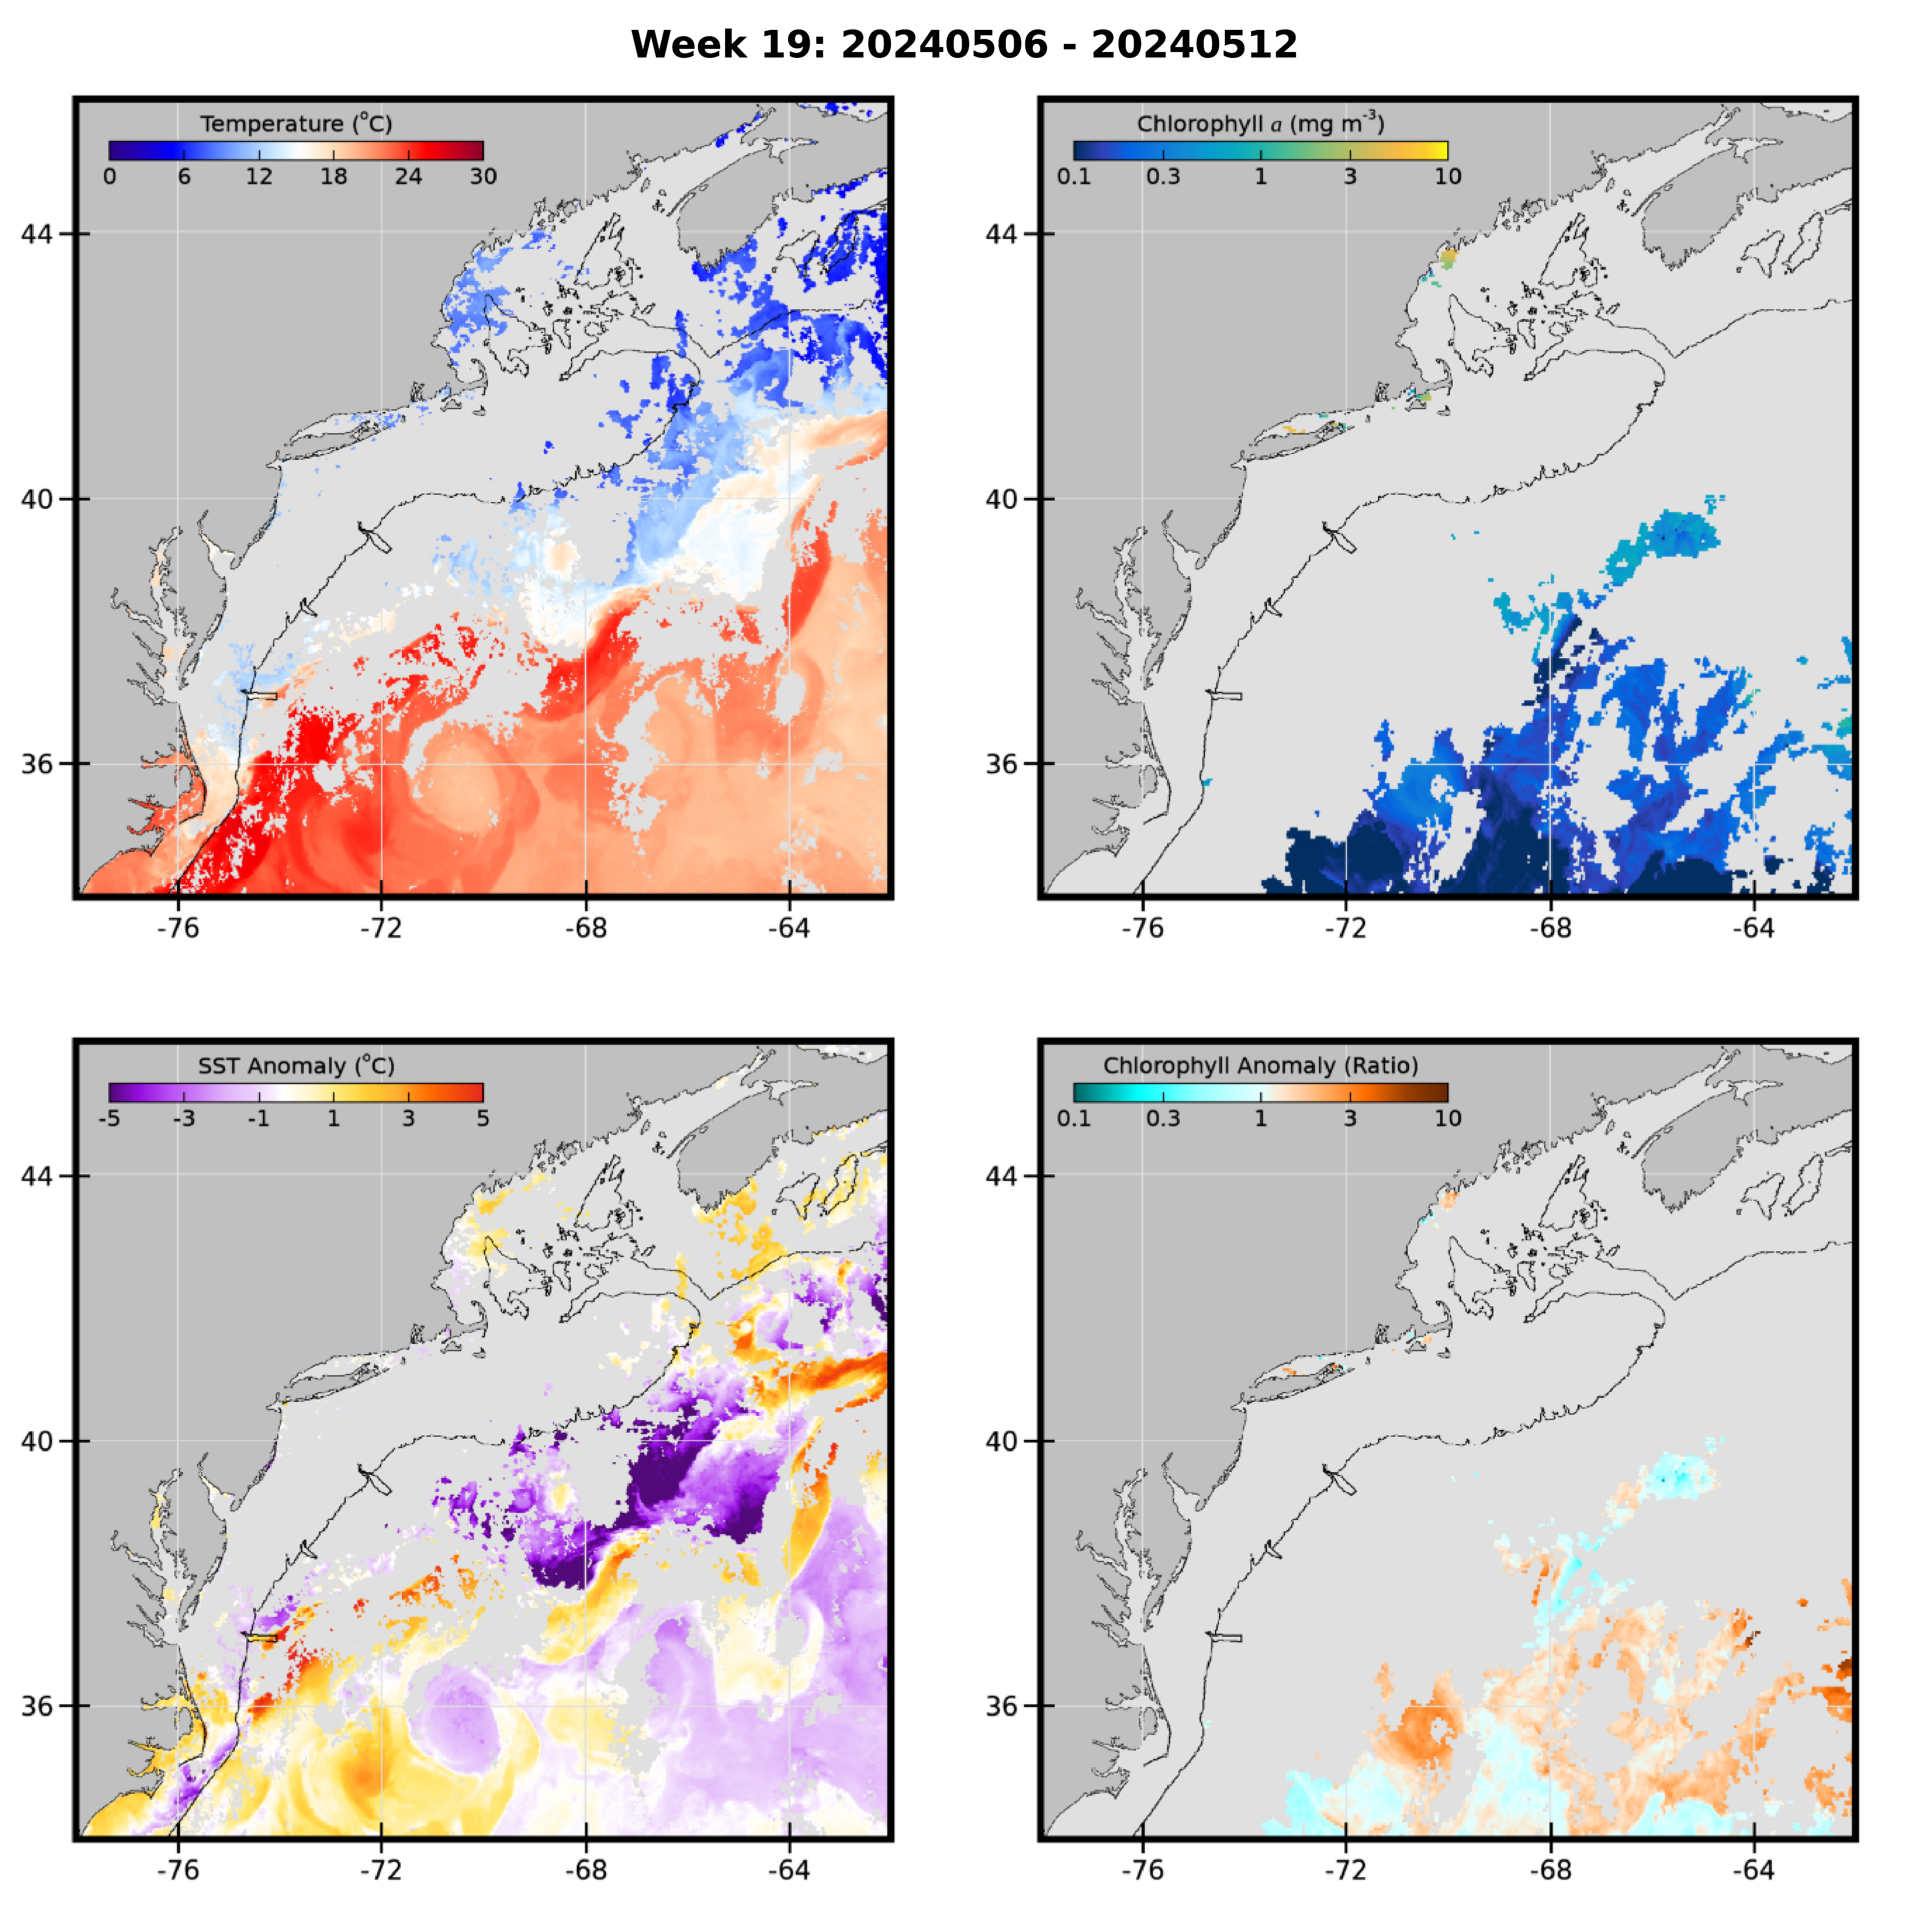 Week 19: 20240506 - 20240512
Temperature (°C)
0 6 12 18 24 30
44
40
36
-76 -72 -68 -64
Chlorophyll a (mg m⁻³)
0.1 0.3 1 3 10
44
40
36
-76 -72 -68 -64
SST Anomaly (°C)
-5 -3 -1 1 3 5
44
40
36
-76 -72 -68 -64
Chlorophyll Anomaly (Ratio)
0.1 0.3 1 3 10
44
40
36
-76 -72 -68 -64